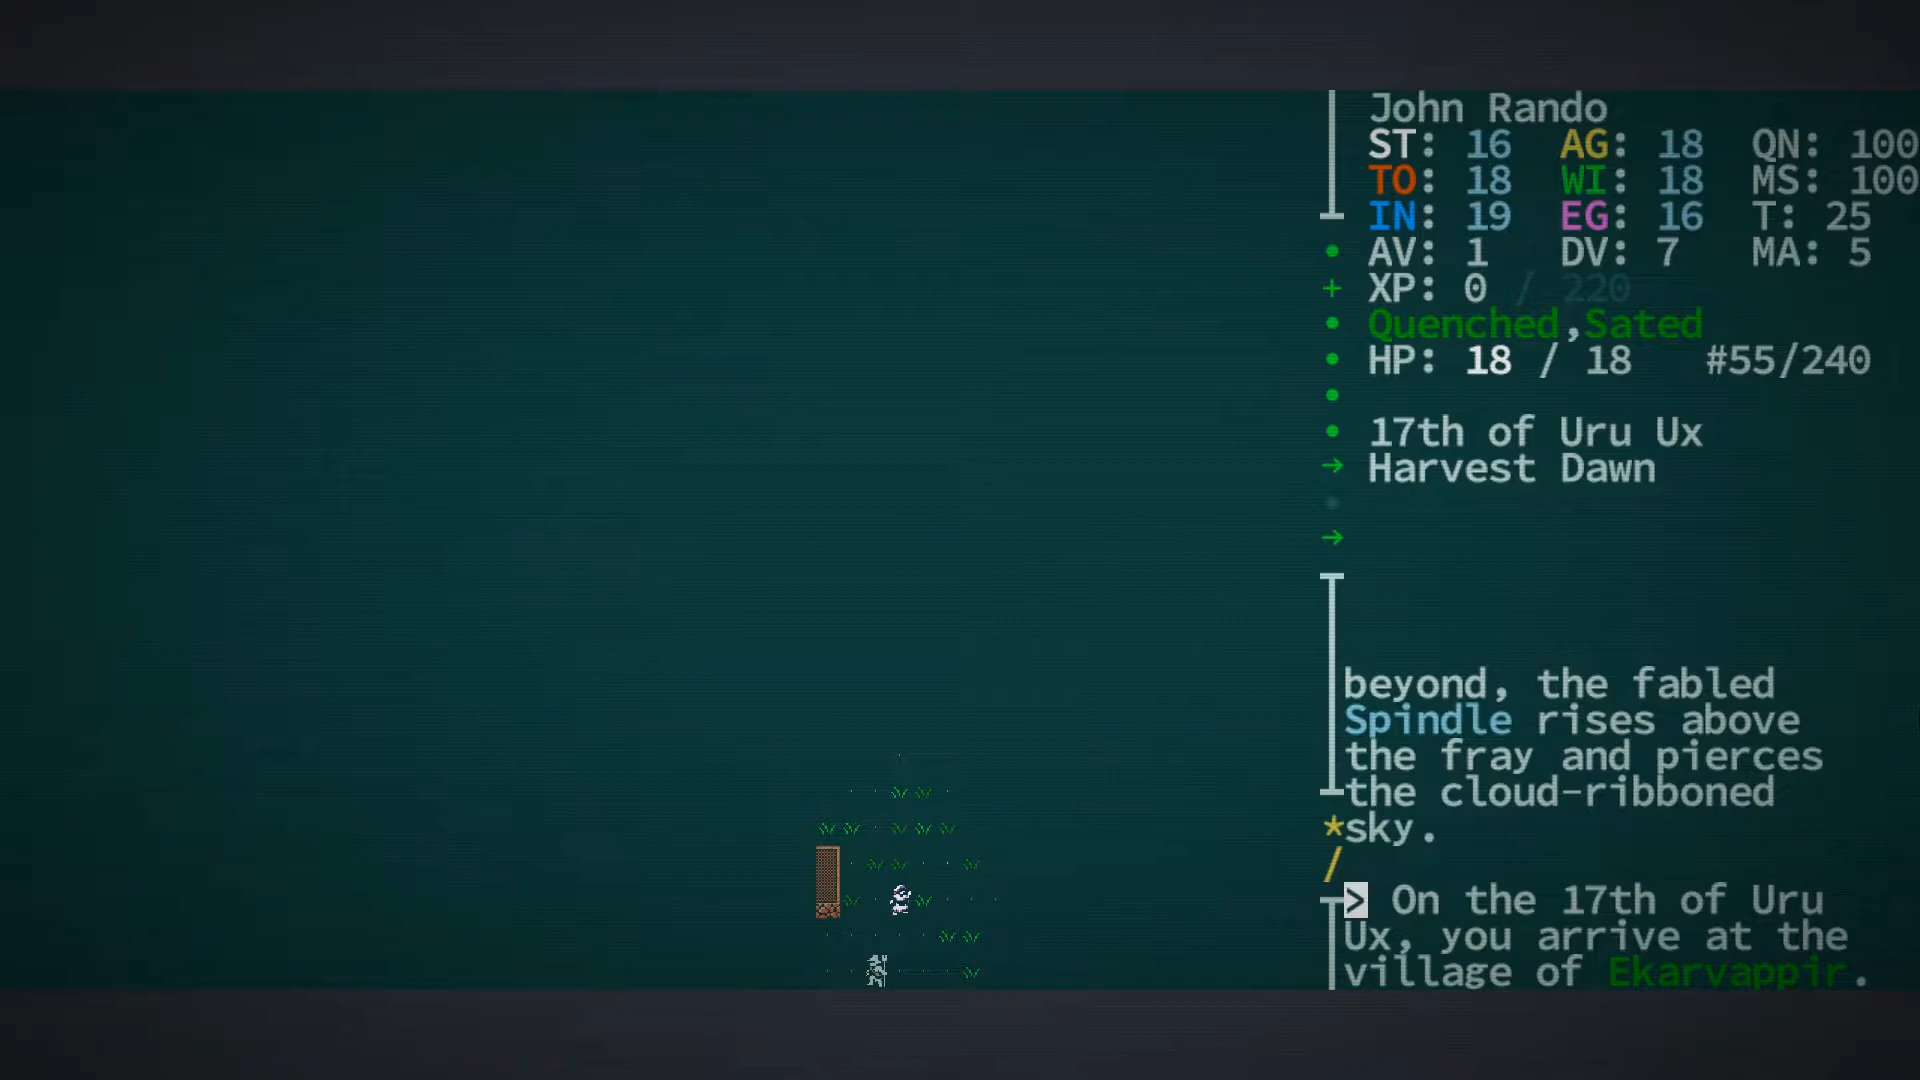 John Rando
ST: 16 AG: 18 QN: 100
TO: 18 WI: 18 MS: 100
IN: 19 EG: 16 T: 25
AV: 1 DV: 7 MA: 5
XP: 0 / 220
Quenched,Sated
HP: 18 / 18 #55/240
17th of Uru Ux
Harvest Dawn
beyond, the fabled
Spindle rises above
the fray and pierces
the cloud-ribboned
sky.
> On the 17th of Uru
Ux, you arrive at the
village of Ekarvappir.